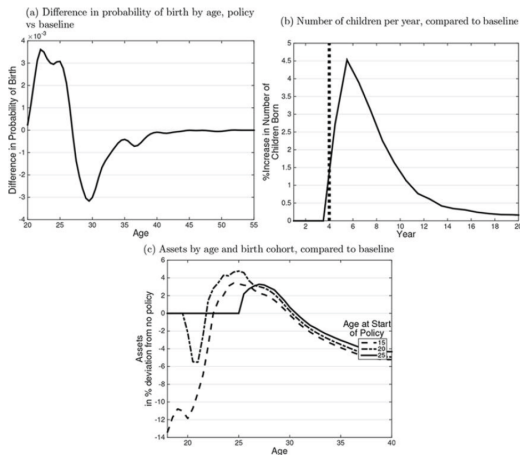 (a) Difference in probability of birth by age, policy
vs baseline
×10⁻³
4
3
2
1
0
-1
-2
-3
-4
20 25 30 35 40 45 50 55
Difference in Probability of Birth
Age
(b) Number of children per year, compared to baseline
5
4.5
4
3.5
3
2.5
2
1.5
1
0.5
0
2 4 6 8 10 12 14 16 18 20
%Increase in Number of
Children Born
Year
(c) Assets by age and birth cohort, compared to baseline
6
4
2
0
-2
-4
-6
-8
-10
-12
-14
20 25 30 35 40
Assets
in % deviation from no policy
Age
Age at Start
of Policy
15
20
25